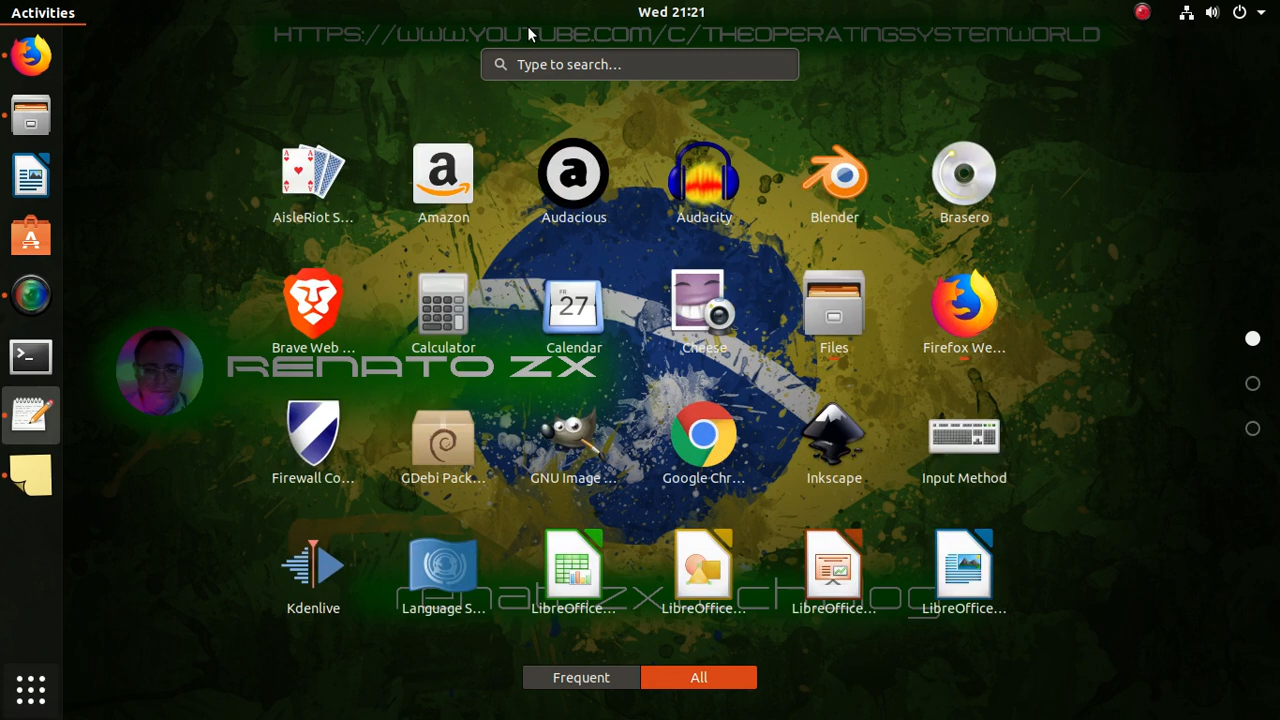 Activities
Wed 21:21
HTTPS://WWW.YOUTUBE.COM/C/THEOPERATINGSYSTEMWORLD
Type to search...
AisleRiot S... Amazon Audacious Audacity Blender Brasero
Brave Web ... Calculator Calendar Cheese Files Firefox We...
FR
27
RENATO ZX
Firewall Co... GDebi Pack... GNU Image ... Google Chr... Inkscape Input Method
Kdenlive Language S... LibreOffice... LibreOffice... LibreOffice... LibreOffice...
Frequent All